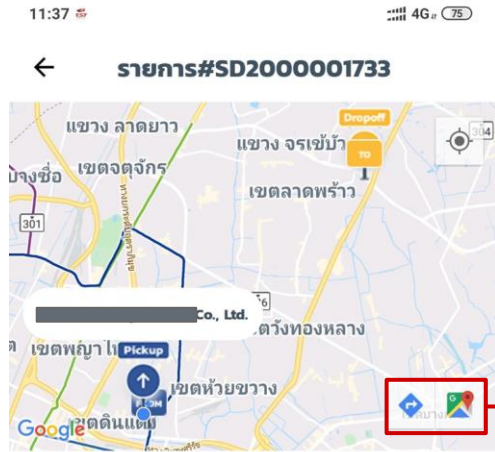 11:37
4G 75
รายการ#SD2000001733
Dropoff
แขวง ลาดยาว
304
แขวง จรเข้บัว
เขตจตุจักร
บางซื่อ
TO
เขตลาดพร้าว
301
Co., Ltd.
วังทองหลาง
Pickup
เขตพญาไท
เขตห้วยขวาง
Google
เขตดินแดง